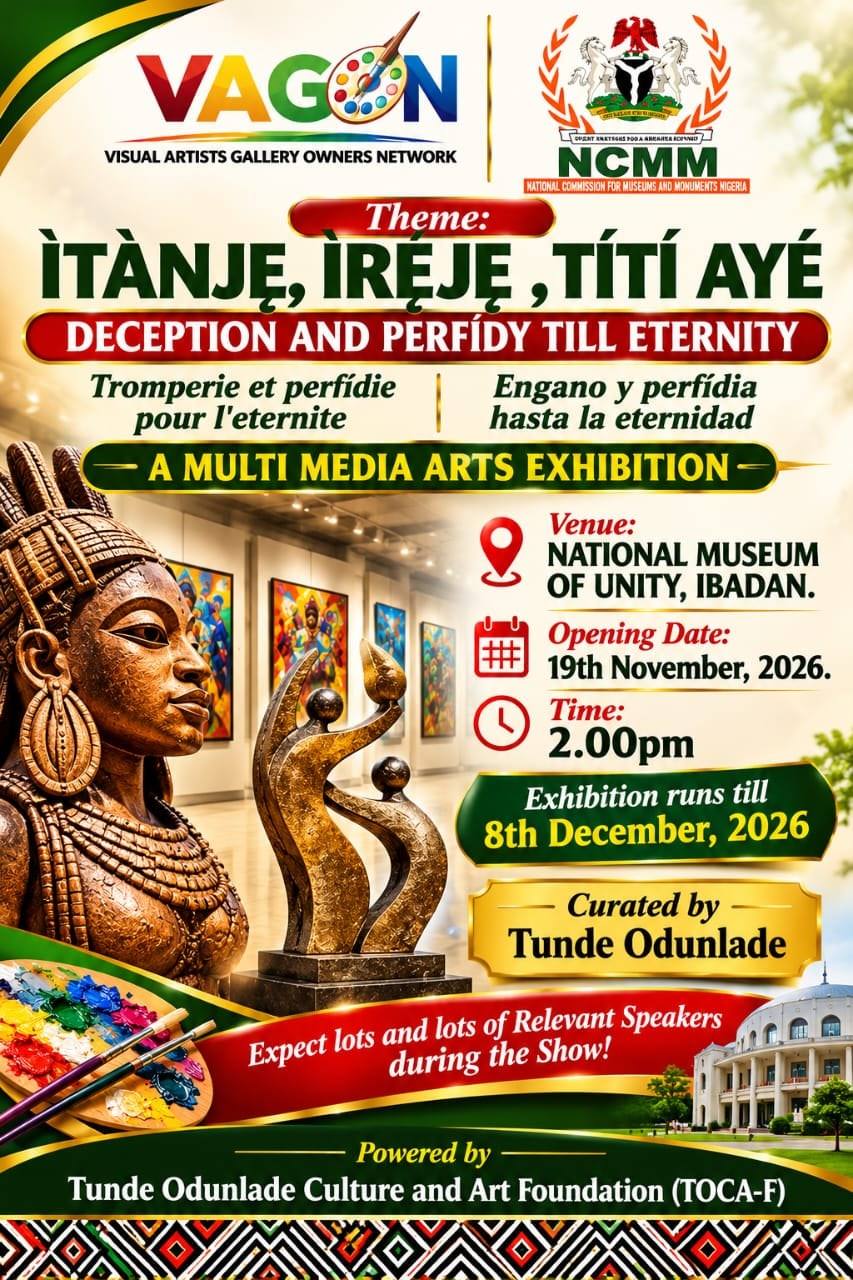 VAGON
VISUAL ARTISTS GALLERY OWNERS NETWORK
NCMM
NATIONAL COMMISSION FOR MUSEUMS AND MONUMENTS NIGERIA
Theme:
ÌTÀNJẸ, ÌRẸ́JẸ ,TÍTÍ AYÉ
DECEPTION AND PERFÍDY TILL ETERNITY
Tromperie et perfídie
pour l'eternite
Engano y perfídia
hasta la eternidad
A MULTI MEDIA ARTS EXHIBITION
Venue:
NATIONAL MUSEUM
OF UNITY, IBADAN.
Opening Date:
19th November, 2026.
Time:
2.00pm
Exhibition runs till
8th December, 2026
Curated by
Tunde Odunlade
Expect lots and lots of Relevant Speakers
during the Show!
Powered by
Tunde Odunlade Culture and Art Foundation (TOCA-F)